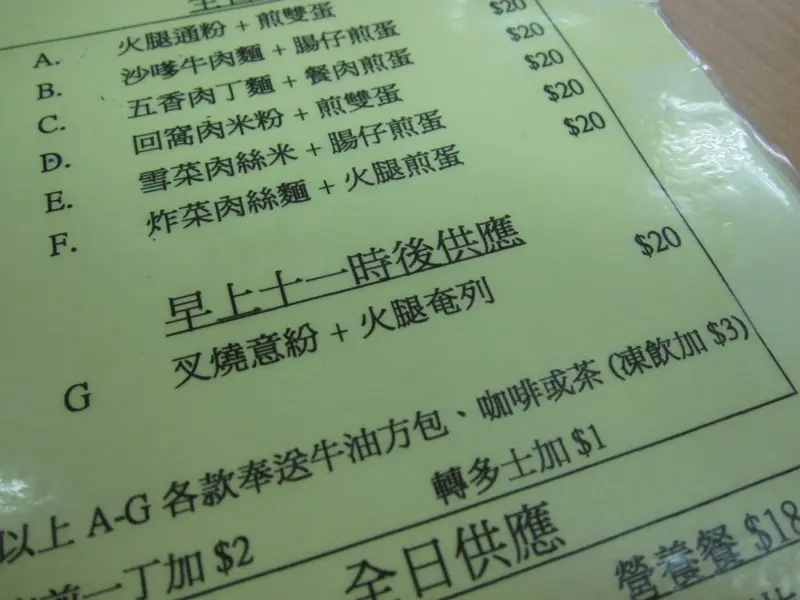 A. 火腿通粉 + 煎雙蛋 $20
B. 沙嗲牛肉麵 + 腸仔煎蛋 $20
C. 五香肉丁麵 + 餐肉煎蛋 $20
D. 回窩肉米粉 + 煎雙蛋 $20
E. 雪菜肉絲米 + 腸仔煎蛋 $20
F. 炸菜肉絲麵 + 火腿煎蛋
早上十一時後供應
G 叉燒意紛 + 火腿奄列 $20
以上 A-G 各款奉送牛油方包、咖啡或茶 (凍飲加 $3)
轉多士加 $1
一丁加 $2
全日供應
營養餐 $18